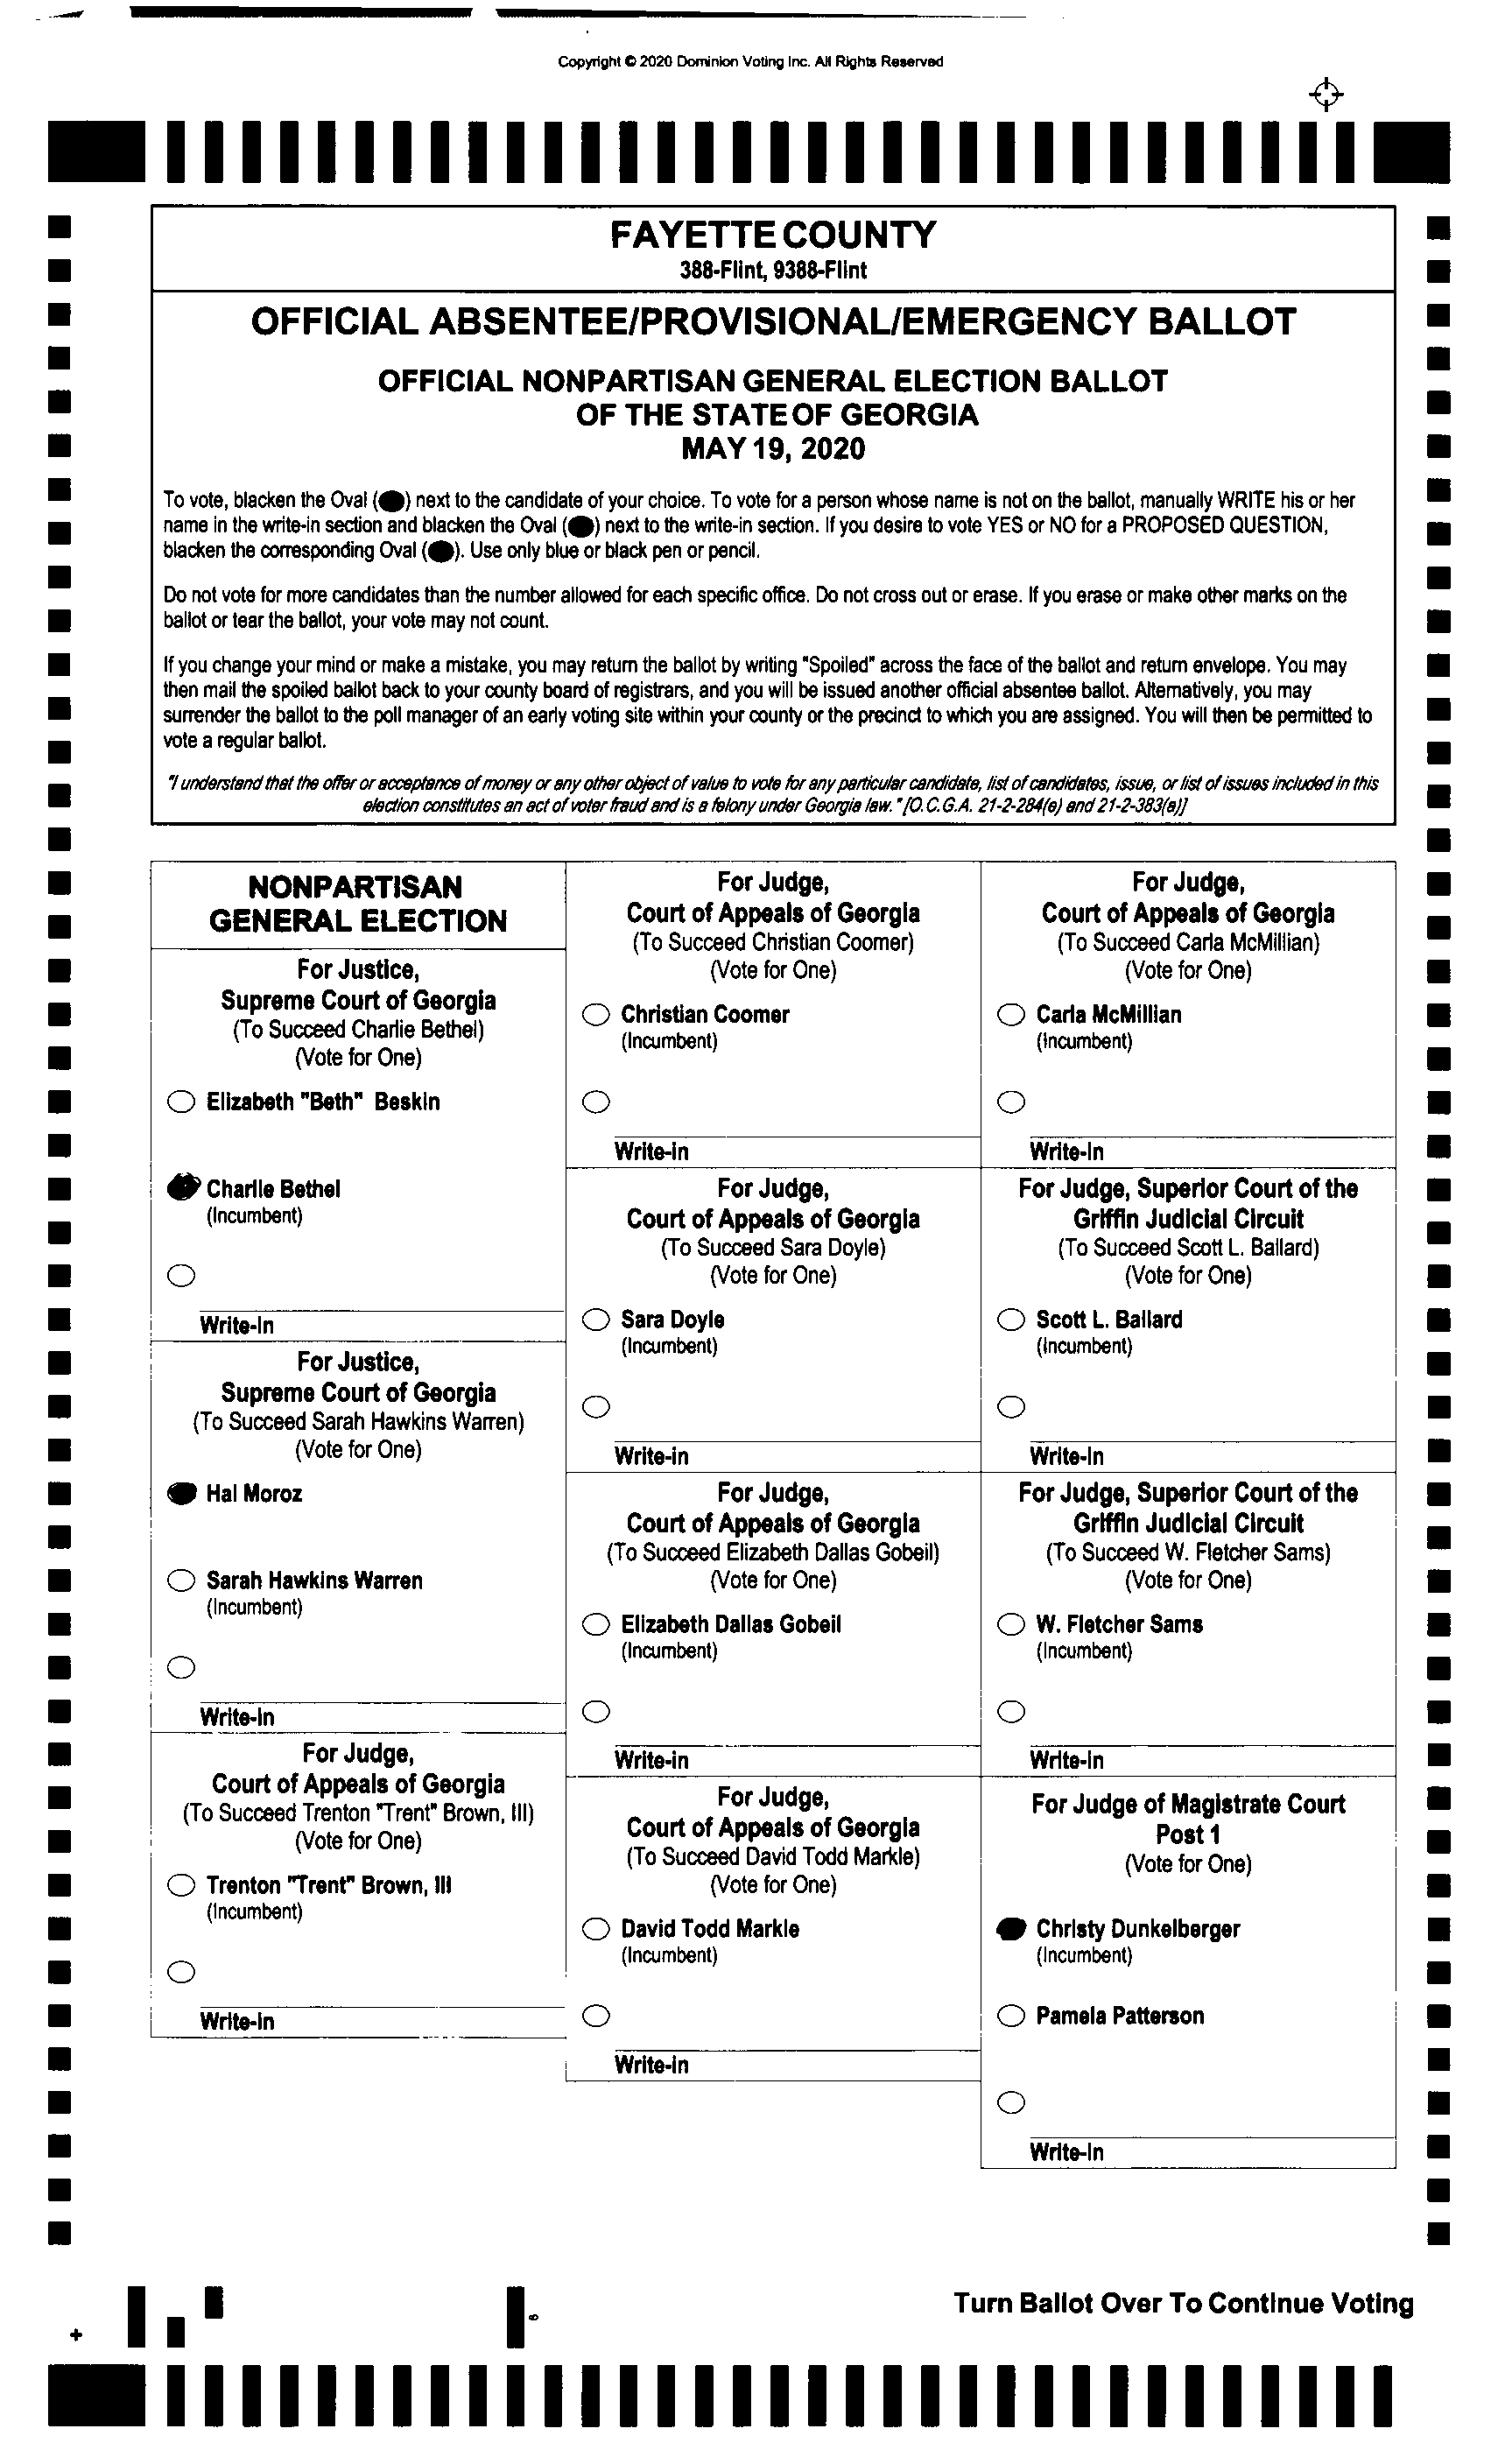 Copyright © 2020 Dominion Voting Inc. All Rights Reserved
FAYETTE COUNTY
388-Flint, 9388-Flint
OFFICIAL ABSENTEE/PROVISIONAL/EMERGENCY BALLOT
OFFICIAL NONPARTISAN GENERAL ELECTION BALLOT
OF THE STATE OF GEORGIA
MAY 19, 2020
To vote, blacken the Oval (●) next to the candidate of your choice. To vote for a person whose name is not on the ballot, manually WRITE his or her
name in the write-in section and blacken the Oval (●) next to the write-in section. If you desire to vote YES or NO for a PROPOSED QUESTION,
blacken the corresponding Oval (●). Use only blue or black pen or pencil.
Do not vote for more candidates than the number allowed for each specific office. Do not cross out or erase. If you erase or make other marks on the
ballot or tear the ballot, your vote may not count.
If you change your mind or make a mistake, you may return the ballot by writing "Spoiled" across the face of the ballot and return envelope. You may
then mail the spoiled ballot back to your county board of registrars, and you will be issued another official absentee ballot. Alternatively, you may
surrender the ballot to the poll manager of an early voting site within your county or the precinct to which you are assigned. You will then be permitted to
vote a regular ballot.
"I understand that the offer or acceptance of money or any other object of value to vote for any particular candidate, list of candidates, issue, or list of issues included in this
election constitutes an act of voter fraud and is a felony under Georgia law." [O.C.G.A. 21-2-284(e) and 21-2-383(a)]
NONPARTISAN
GENERAL ELECTION
For Justice,
Supreme Court of Georgia
(To Succeed Charlie Bethel)
(Vote for One)
Elizabeth "Beth" Beskin
Charlie Bethel
(Incumbent)
Write-in
For Justice,
Supreme Court of Georgia
(To Succeed Sarah Hawkins Warren)
(Vote for One)
Hal Moroz
Sarah Hawkins Warren
(Incumbent)
Write-in
For Judge,
Court of Appeals of Georgia
(To Succeed Trenton "Trent" Brown, III)
(Vote for One)
Trenton "Trent" Brown, III
(Incumbent)
Write-in
For Judge,
Court of Appeals of Georgia
(To Succeed Christian Coomer)
(Vote for One)
Christian Coomer
(Incumbent)
Write-in
For Judge,
Court of Appeals of Georgia
(To Succeed Sara Doyle)
(Vote for One)
Sara Doyle
(Incumbent)
Write-in
For Judge,
Court of Appeals of Georgia
(To Succeed Elizabeth Dallas Gobeil)
(Vote for One)
Elizabeth Dallas Gobeil
(Incumbent)
Write-in
For Judge,
Court of Appeals of Georgia
(To Succeed David Todd Markle)
(Vote for One)
David Todd Markle
(Incumbent)
Write-in
For Judge,
Court of Appeals of Georgia
(To Succeed Carla McMillian)
(Vote for One)
Carla McMillian
(Incumbent)
Write-in
For Judge, Superior Court of the
Griffin Judicial Circuit
(To Succeed Scott L. Ballard)
(Vote for One)
Scott L. Ballard
(Incumbent)
Write-in
For Judge, Superior Court of the
Griffin Judicial Circuit
(To Succeed W. Fletcher Sams)
(Vote for One)
W. Fletcher Sams
(Incumbent)
Write-in
For Judge of Magistrate Court
Post 1
(Vote for One)
Christy Dunkelberger
(Incumbent)
Pamela Patterson
Write-in
Turn Ballot Over To Continue Voting